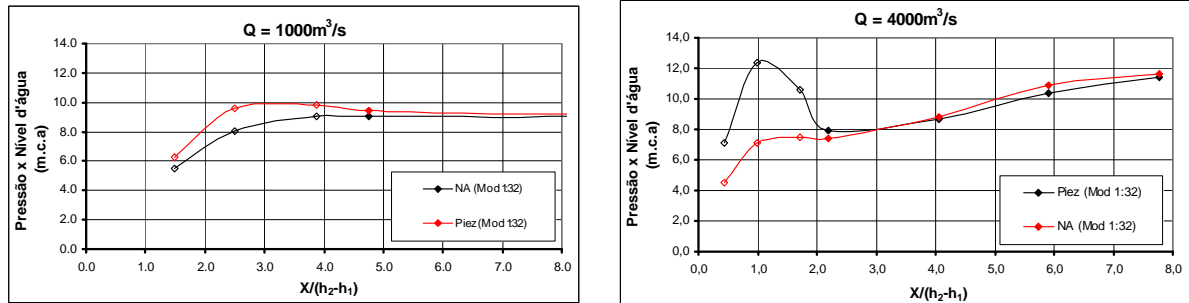 Q = 1000m³/s
Pressão x Nível d'água
(m.c.a)
14.0
12.0
10.0
8.0
6.0
4.0
2.0
0.0
NA (Mod 1:32)
Piez (Mod 1:32)
0.0 1.0 2.0 3.0 4.0 5.0 6.0 7.0 8.0
X/(h₂-h₁)
Q = 4000m³/s
Pressão x Nível d'água
(m.c.a)
14,0
12,0
10,0
8,0
6,0
4,0
2,0
0,0
Piez (Mod 1:32)
NA (Mod 1:32)
0,0 1,0 2,0 3,0 4,0 5,0 6,0 7,0 8,0
X/(h₂-h₁)